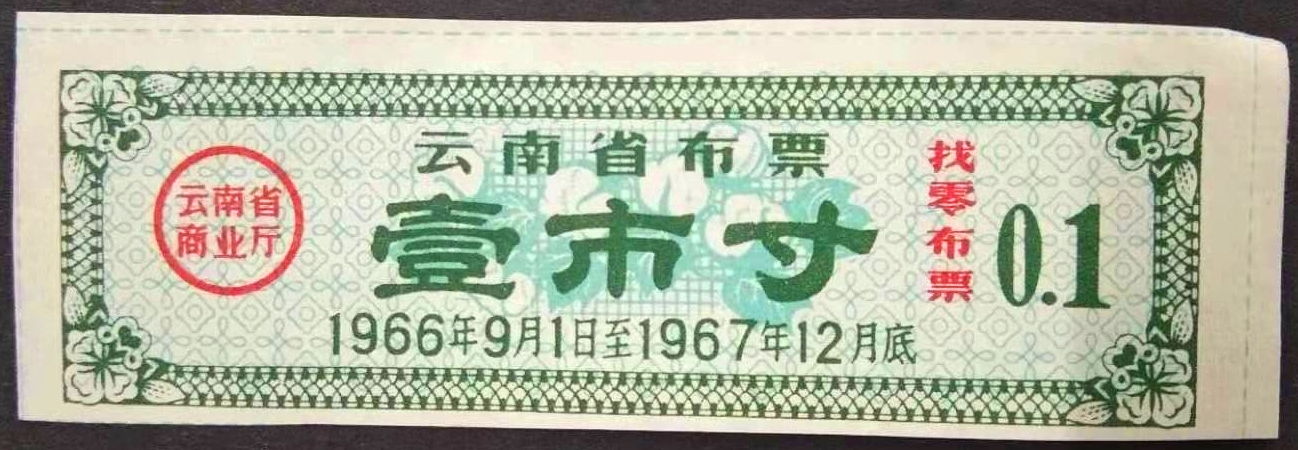 云南省布票
云南省
商业厅
壹市寸
找零布票
0.1
1966年9月1日至1967年12月底